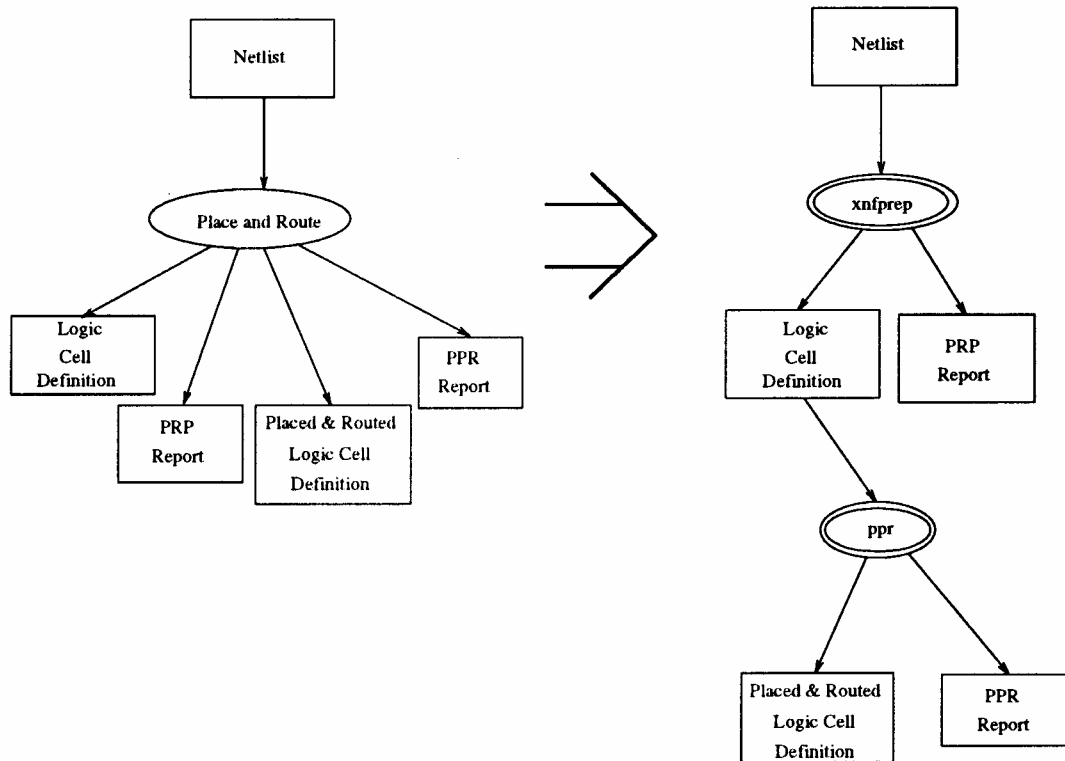 Netlist
Place and Route
Logic
Cell
Definition
PRP
Report
Placed & Routed
Logic Cell
Definition
PPR
Report
Netlist
xnfprep
Logic
Cell
Definition
PRP
Report
ppr
Placed & Routed
Logic Cell
Definition
PPR
Report